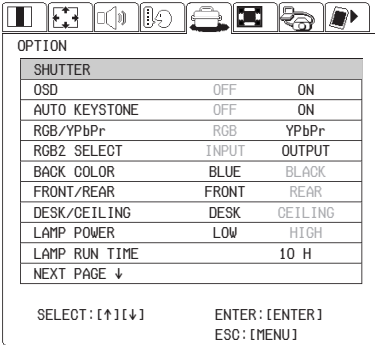 OPTION
SHUTTER
OSD OFF ON
AUTO KEYSTONE OFF ON
RGB/YPbPr RGB YPbPr
RGB2 SELECT INPUT OUTPUT
BACK COLOR BLUE BLACK
FRONT/REAR FRONT REAR
DESK/CEILING DESK CEILING
LAMP POWER LOW HIGH
LAMP RUN TIME 10 H
NEXT PAGE ↓
SELECT:[↑][↓] ENTER:[ENTER]
ESC:[MENU]